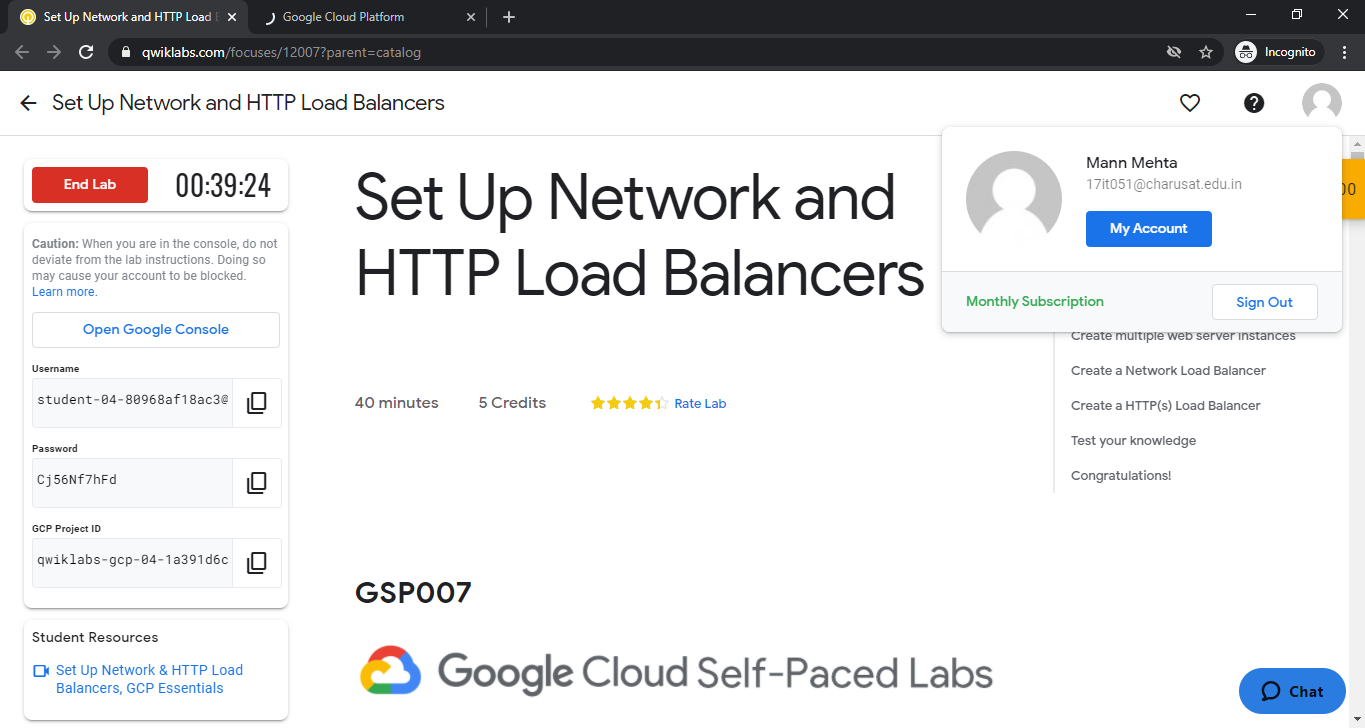 Set Up Network and HTTP Load
Google Cloud Platform
qwiklabs.com/focuses/12007?parent=catalog
Incognito
Set Up Network and HTTP Load Balancers
End Lab
00:39:24
Caution: When you are in the console, do not
deviate from the lab instructions. Doing so
may cause your account to be blocked.
Learn more.
Open Google Console
Username
student-04-80968af18ac3@
Password
Cj56Nf7hFd
GCP Project ID
qwiklabs-gcp-04-1a391d6c
Student Resources
Set Up Network & HTTP Load
Balancers, GCP Essentials
Set Up Network and
HTTP Load Balancers
40 minutes
5 Credits
Rate Lab
GSP007
Google Cloud Self-Paced Labs
Mann Mehta
17it051@charusat.edu.in
My Account
Monthly Subscription
Sign Out
Create multiple web server instances
Create a Network Load Balancer
Create a HTTP(s) Load Balancer
Test your knowledge
Congratulations!
Chat